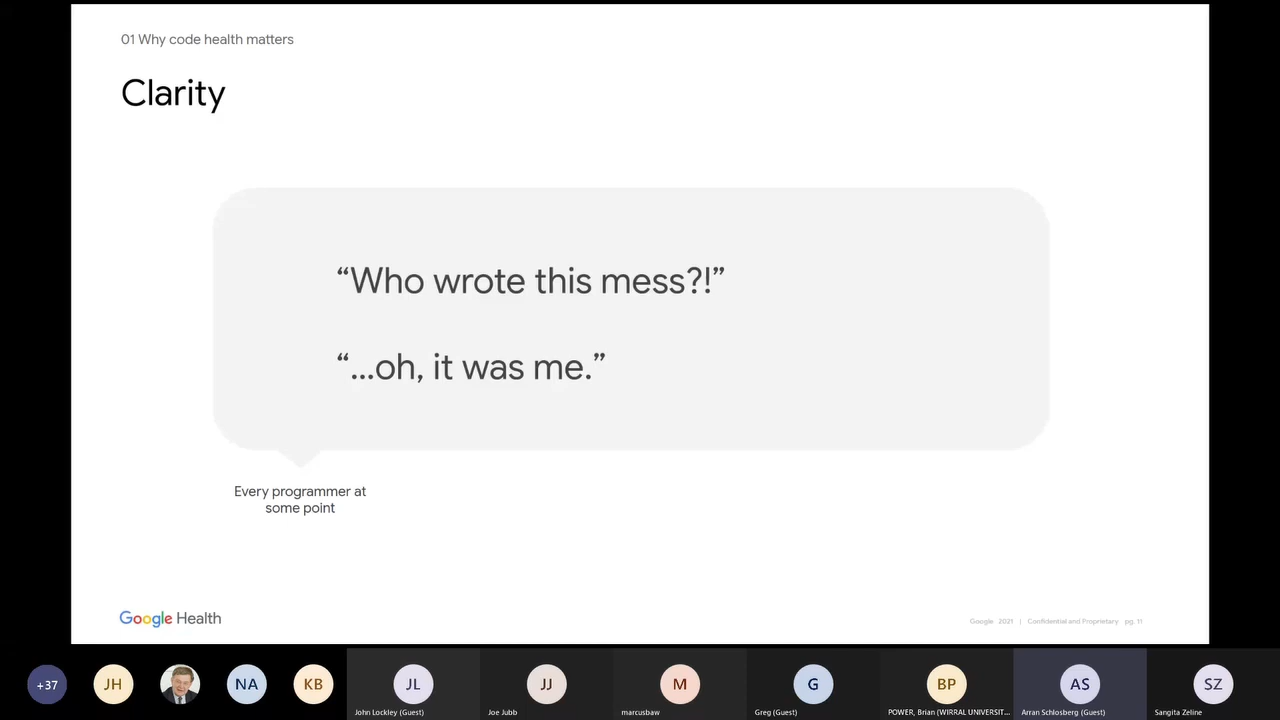 01 Why code health matters
Clarity
“Who wrote this mess?!”
“...oh, it was me.”
Every programmer at
some point
Google Health
Google 2021 | Confidential and Proprietary pg. 11
+37
JH
NA
KB
JL
JJ
M
G
BP
AS
SZ
John Lockley (Guest)
Joe Jubb
marcusbaw
Greg (Guest)
POWER, Brian (WIRRAL UNIVERSIT...
Arran Schlosberg (Guest)
Sangita Zeline